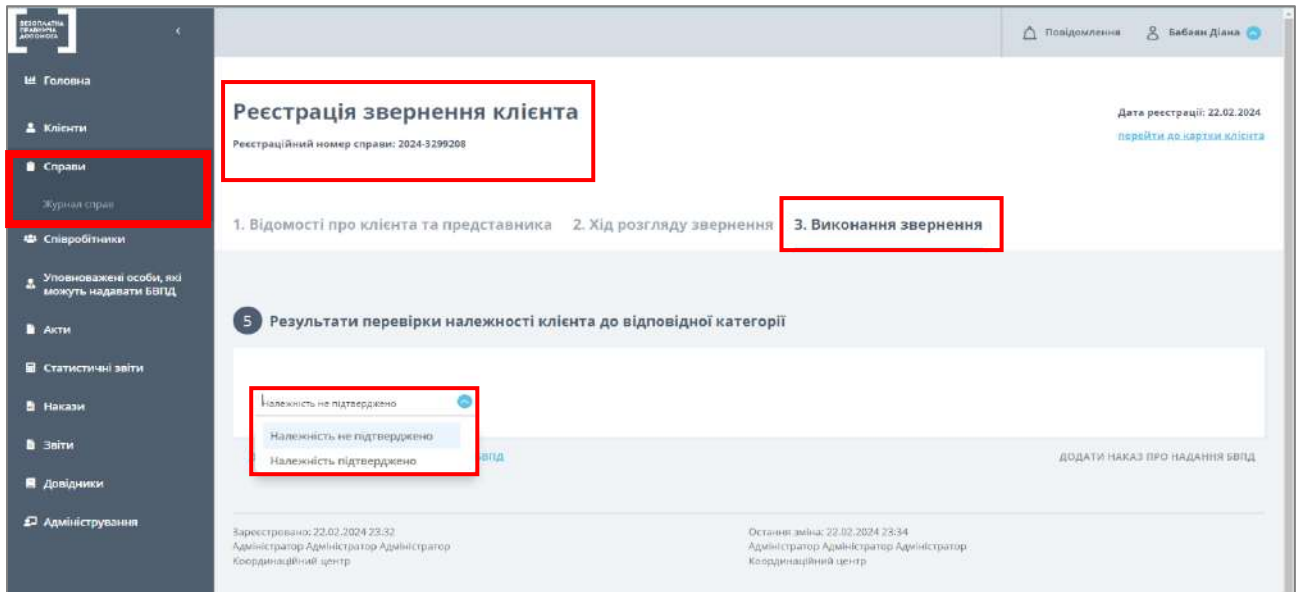 БЕЗОПЛАТНА
ПРАВНИЧА
ДОПОМОГА
Повідомлення
Бабаян Діана
Головна
Клієнти
Справи
Журнал справ
Співробітники
Уповноважені особи, які
можуть надавати БВПД
Акти
Статистичні звіти
Накази
Звіти
Довідники
Адміністрування
Реєстрація звернення клієнта
Реєстраційний номер справи: 2024-3299208
Дата реєстрації: 22.02.2024
перейти до картки клієнта
1. Відомості про клієнта та представника
2. Хід розгляду звернення
3. Виконання звернення
5 Результати перевірки належності клієнта до відповідної категорії
Належність не підтверджено
Належність не підтверджено
Належність підтверджено
БВПД
ДОДАТИ НАКАЗ ПРО НАДАННЯ БВПД
Зареєстровано: 22.02.2024 23:32
Адміністратор Адміністратор Адміністратор
Координаційний центр
Остання зміна: 22.02.2024 23:34
Адміністратор Адміністратор Адміністратор
Координаційний центр